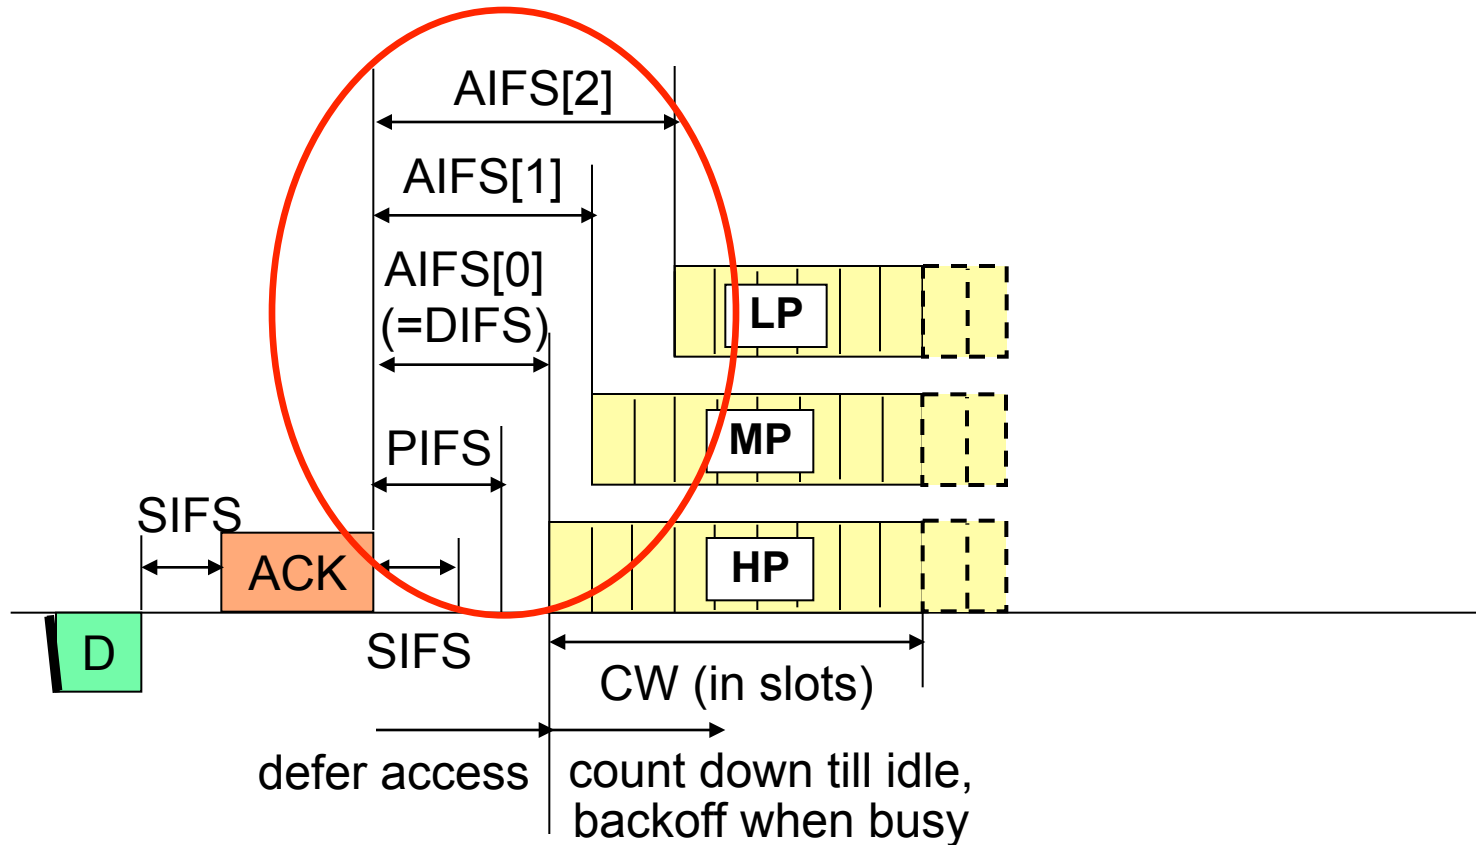 AIFS[2]
AIFS[1]
AIFS[0]
(=DIFS)
LP
MP
PIFS
SIFS
ACK
HP
D
SIFS
CW (in slots)
defer access
count down till idle,
backoff when busy